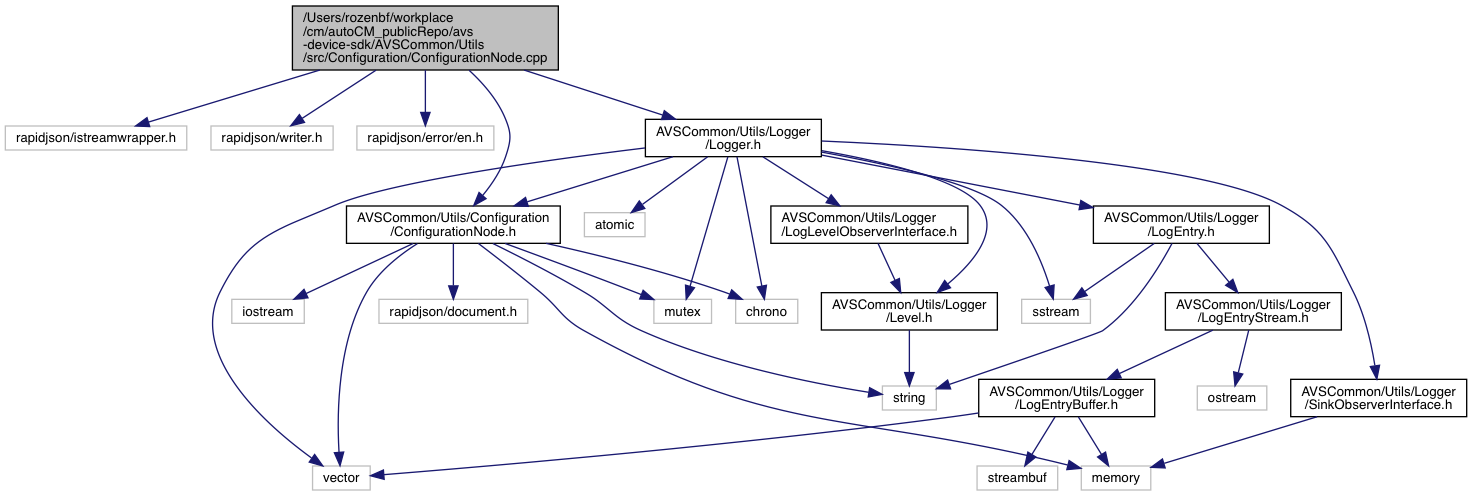 /Users/rozenbf/workplace
/cm/autoCM_publicRepo/avs
-device-sdk/AVSCommon/Utils
/src/Configuration/ConfigurationNode.cpp
rapidjson/istreamwrapper.h
rapidjson/writer.h
rapidjson/error/en.h
AVSCommon/Utils/Logger
/Logger.h
AVSCommon/Utils/Configuration
/ConfigurationNode.h
atomic
AVSCommon/Utils/Logger
/LogLevelObserverInterface.h
AVSCommon/Utils/Logger
/LogEntry.h
iostream
rapidjson/document.h
mutex
chrono
AVSCommon/Utils/Logger
/Level.h
sstream
AVSCommon/Utils/Logger
/LogEntryStream.h
string
AVSCommon/Utils/Logger
/LogEntryBuffer.h
ostream
AVSCommon/Utils/Logger
/SinkObserverInterface.h
vector
streambuf
memory